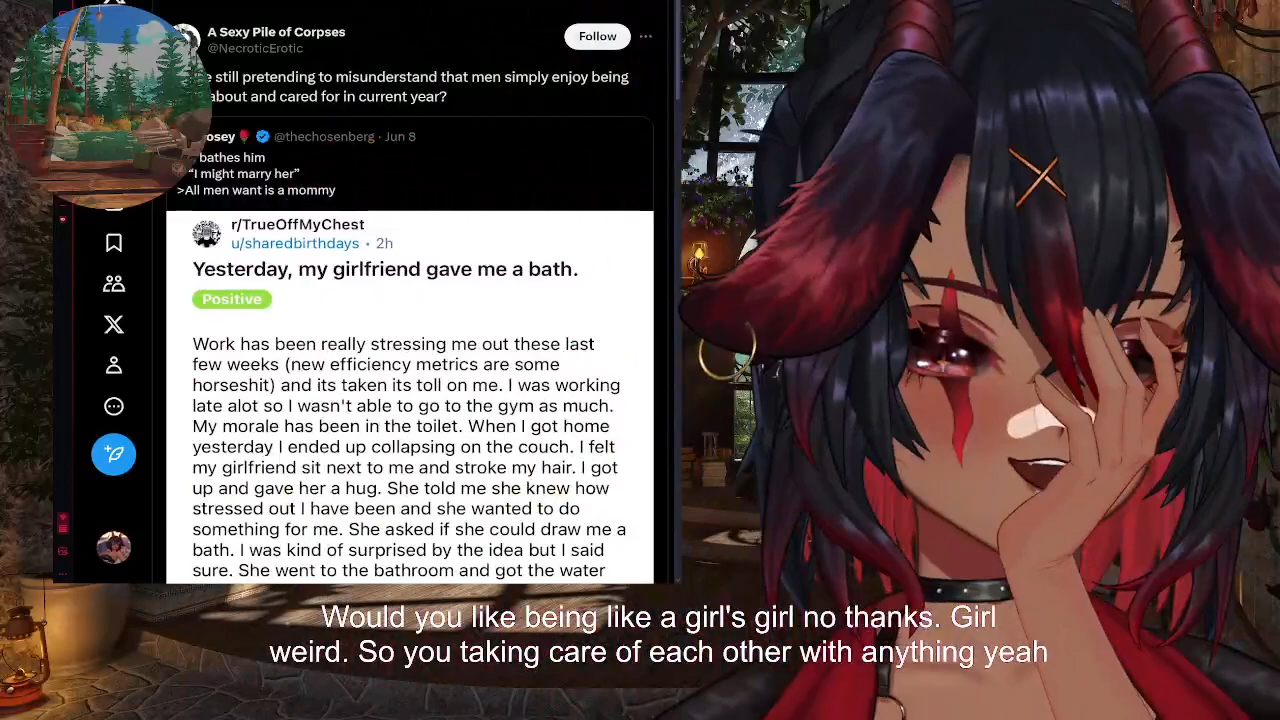 A Sexy Pile of Corpses
@NecroticErotic
Follow
still pretending to misunderstand that men simply enjoy being
about and cared for in current year?
osey @thechosenberg · Jun 8
bathes him
"I might marry her"
>All men want is a mommy
r/TrueOffMyChest
u/sharedbirthdays • 2h
Yesterday, my girlfriend gave me a bath.
Positive
Work has been really stressing me out these last
few weeks (new efficiency metrics are some
horseshit) and its taken its toll on me. I was working
late alot so I wasn't able to go to the gym as much.
My morale has been in the toilet. When I got home
yesterday I ended up collapsing on the couch. I felt
my girlfriend sit next to me and stroke my hair. I got
up and gave her a hug. She told me she knew how
stressed out I have been and she wanted to do
something for me. She asked if she could draw me a
bath. I was kind of surprised by the idea but I said
sure. She went to the bathroom and got the water
Would you like being like a girl's girl no thanks. Girl
weird. So you taking care of each other with anything yeah